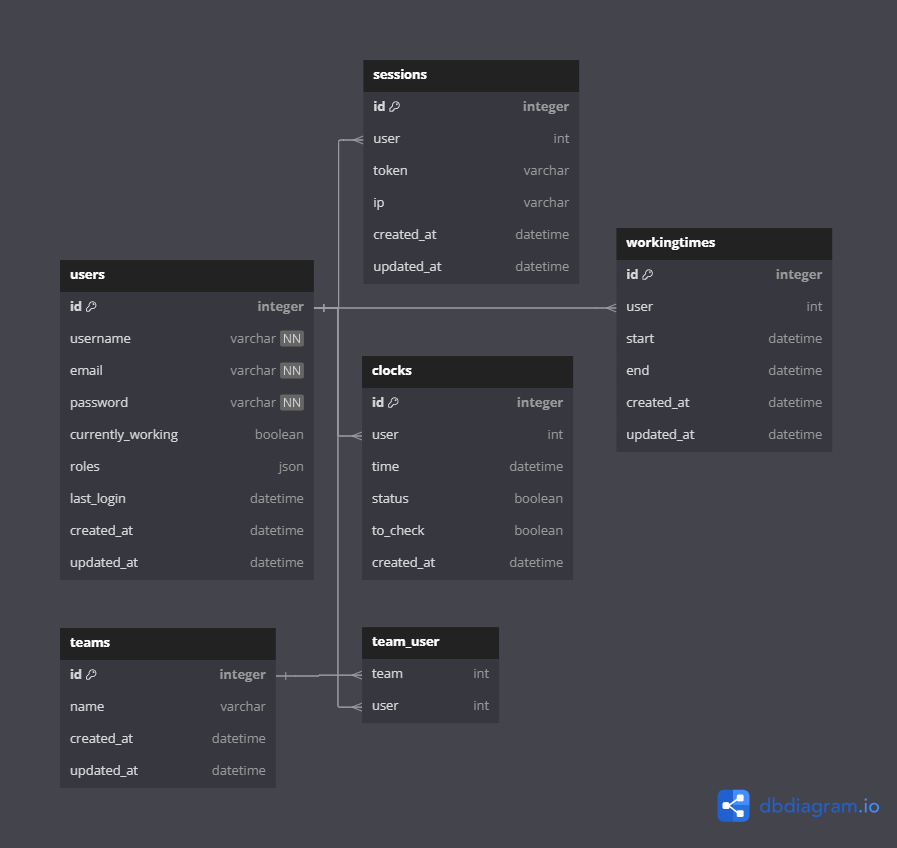 sessions
id integer
user int
token varchar
ip varchar
created_at datetime
updated_at datetime
workingtimes
id integer
user int
start datetime
end datetime
created_at datetime
updated_at datetime
users
id integer
username varchar NN
email varchar NN
password varchar NN
currently_working boolean
roles json
last_login datetime
created_at datetime
updated_at datetime
clocks
id integer
user int
time datetime
status boolean
to_check boolean
created_at datetime
teams
id integer
name varchar
created_at datetime
updated_at datetime
team_user
team int
user int
dbdiagram.io